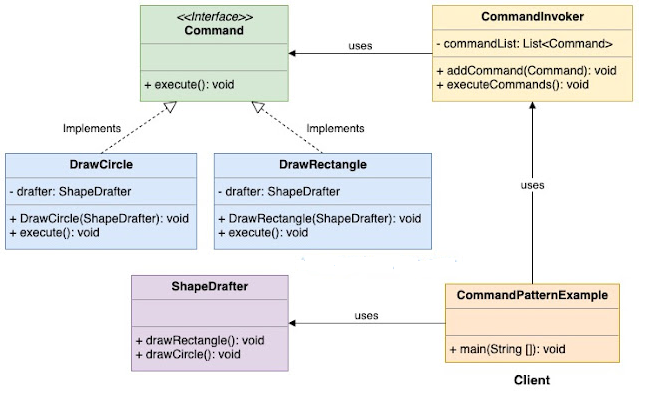 <<Interface>>
Command
+ execute(): void
CommandInvoker
- commandList: List<Command>
+ addCommand(Command): void
+ executeCommands(): void
uses
Implements
Implements
DrawCircle
- drafter: ShapeDrafter
+ DrawCircle(ShapeDrafter): void
+ execute(): void
DrawRectangle
- drafter: ShapeDrafter
+ DrawRectangle(ShapeDrafter): void
+ execute(): void
uses
ShapeDrafter
+ drawRectangle(): void
+ drawCircle(): void
uses
CommandPatternExample
+ main(String []): void
Client